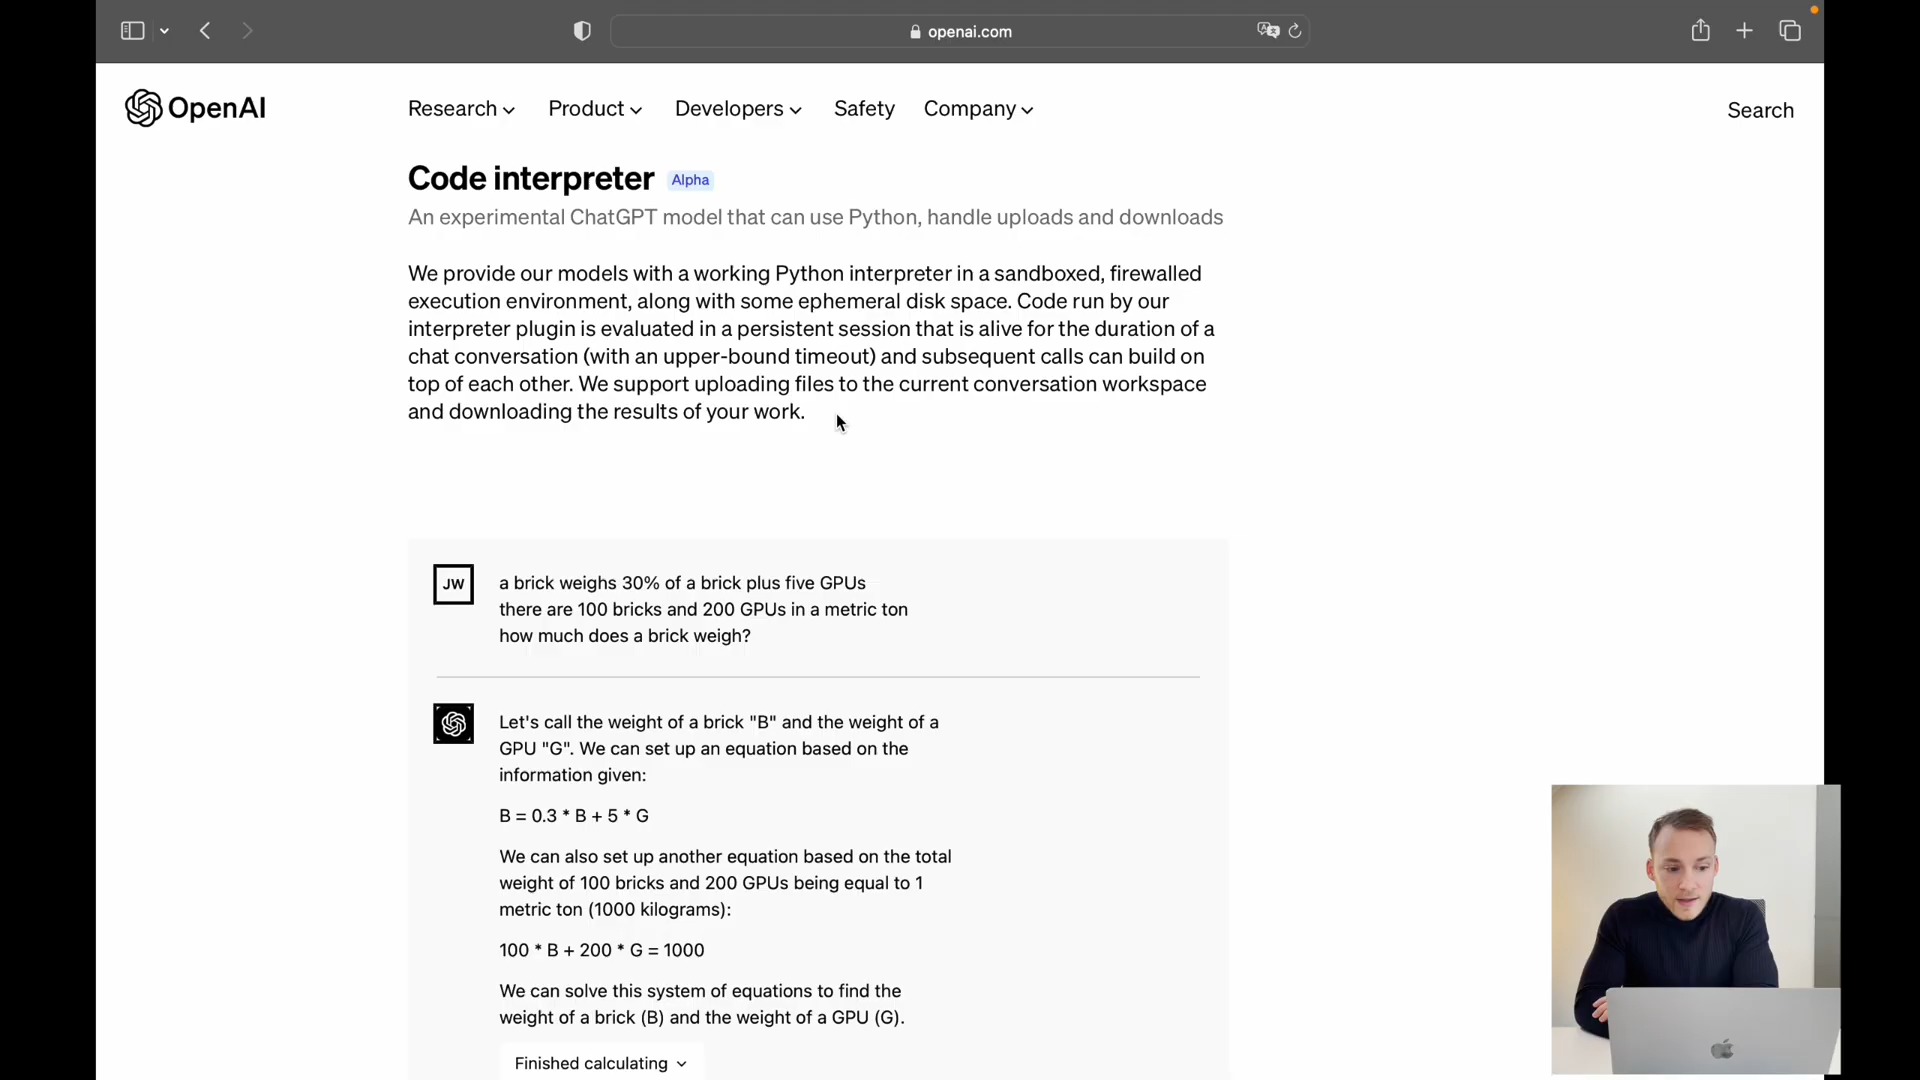 openai.com
OpenAI
Research
Product
Developers
Safety
Company
Search
Code interpreter
Alpha
An experimental ChatGPT model that can use Python, handle uploads and downloads
We provide our models with a working Python interpreter in a sandboxed, firewalled
execution environment, along with some ephemeral disk space. Code run by our
interpreter plugin is evaluated in a persistent session that is alive for the duration of a
chat conversation (with an upper-bound timeout) and subsequent calls can build on
top of each other. We support uploading files to the current conversation workspace
and downloading the results of your work.
JW
a brick weighs 30% of a brick plus five GPUs
there are 100 bricks and 200 GPUs in a metric ton
how much does a brick weigh?
Let's call the weight of a brick "B" and the weight of a
GPU "G". We can set up an equation based on the
information given:
B = 0.3 * B + 5 * G
We can also set up another equation based on the total
weight of 100 bricks and 200 GPUs being equal to 1
metric ton (1000 kilograms):
100 * B + 200 * G = 1000
We can solve this system of equations to find the
weight of a brick (B) and the weight of a GPU (G).
Finished calculating